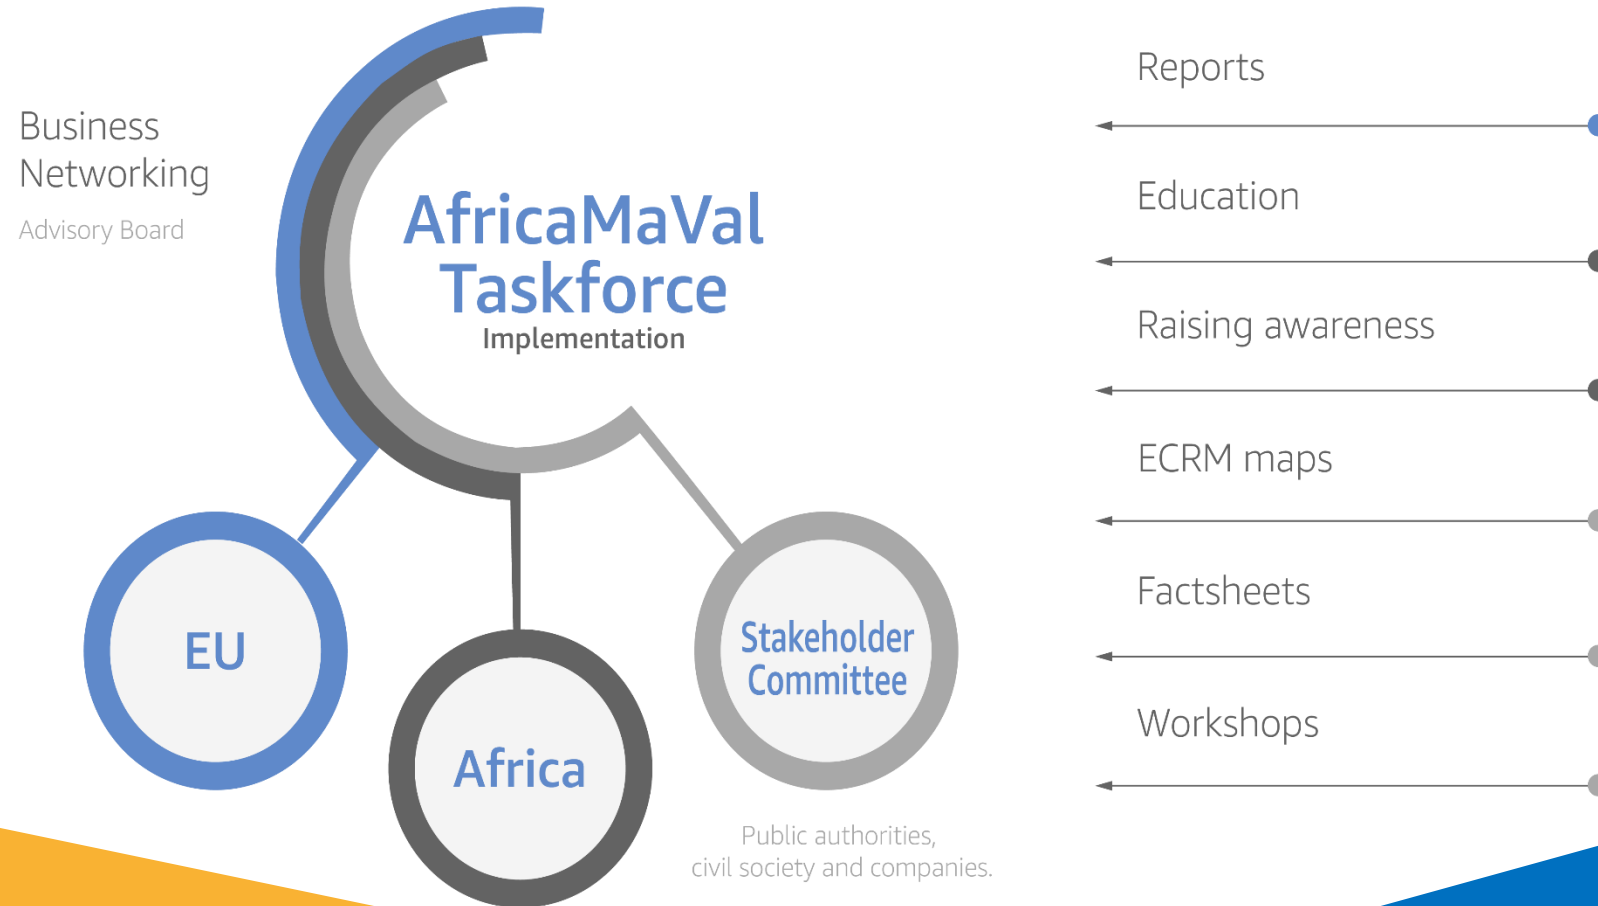 Business
Networking
Advisory Board
AfricaMaVal
Taskforce
Implementation
EU
Africa
Stakeholder
Committee
Public authorities,
civil society and companies.
Reports
Education
Raising awareness
ECRM maps
Factsheets
Workshops